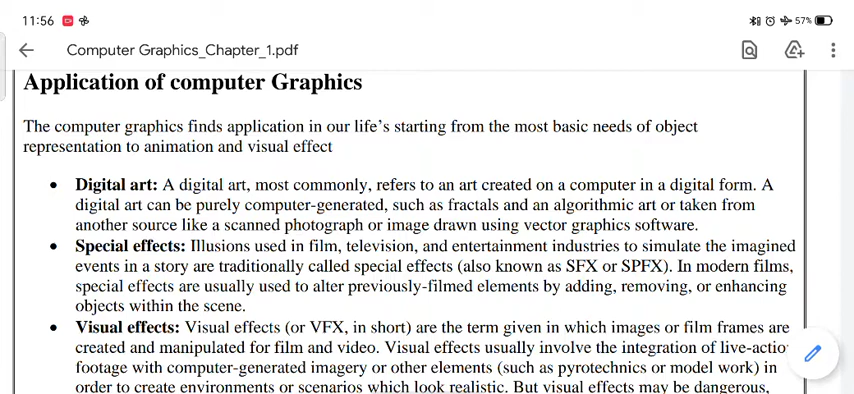 11:56 57%
Computer Graphics_Chapter_1.pdf
Application of computer Graphics
The computer graphics finds application in our life’s starting from the most basic needs of object
representation to animation and visual effect
• Digital art: A digital art, most commonly, refers to an art created on a computer in a digital form. A
digital art can be purely computer-generated, such as fractals and an algorithmic art or taken from
another source like a scanned photograph or image drawn using vector graphics software.
• Special effects: Illusions used in film, television, and entertainment industries to simulate the imagined
events in a story are traditionally called special effects (also known as SFX or SPFX). In modern films,
special effects are usually used to alter previously-filmed elements by adding, removing, or enhancing
objects within the scene.
• Visual effects: Visual effects (or VFX, in short) are the term given in which images or film frames are
created and manipulated for film and video. Visual effects usually involve the integration of live-actio
footage with computer-generated imagery or other elements (such as pyrotechnics or model work) in
order to create environments or scenarios which look realistic. But visual effects may be dangerous,